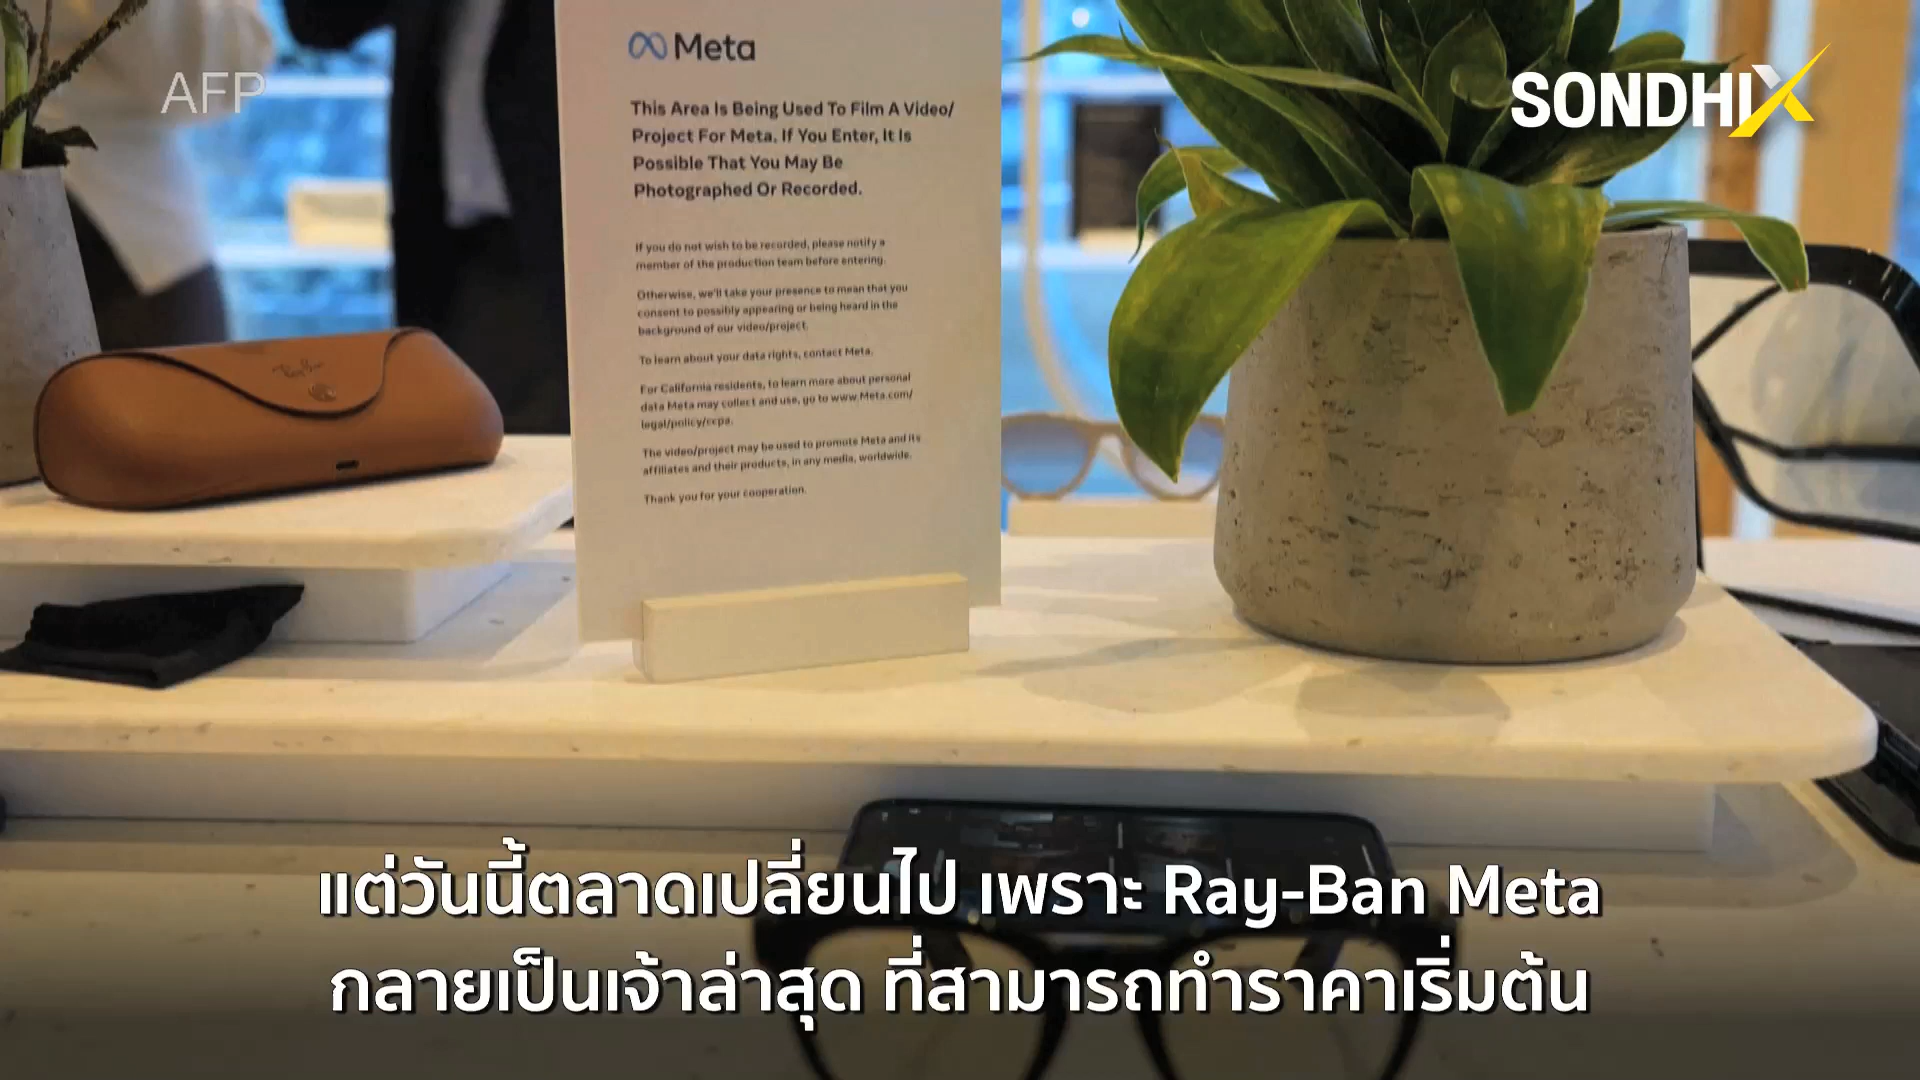 AFP
SONDHIX
Meta
This Area Is Being Used To Film A Video/
Project For Meta. If You Enter, It Is
Possible That You May Be
Photographed Or Recorded.
If you do not wish to be recorded, please notify a
member of the production team before entering.
Otherwise, we'll take your presence to mean that you
consent to possibly appearing or being heard in the
background of our video/project.
To learn about your data rights, contact Meta.
For California residents, to learn more about personal
data Meta may collect and use, go to www.Meta.com/
legal/policy/ccpa.
The video/project may be used to promote Meta and its
affiliates and their products, in any media, worldwide.
Thank you for your cooperation.
Ray-Ban
แต่วันนี้ตลาดเปลี่ยนไป เพราะ Ray-Ban Meta
กลายเป็นเจ้าล่าสุด ที่สามารถทำราคาเริ่มต้น